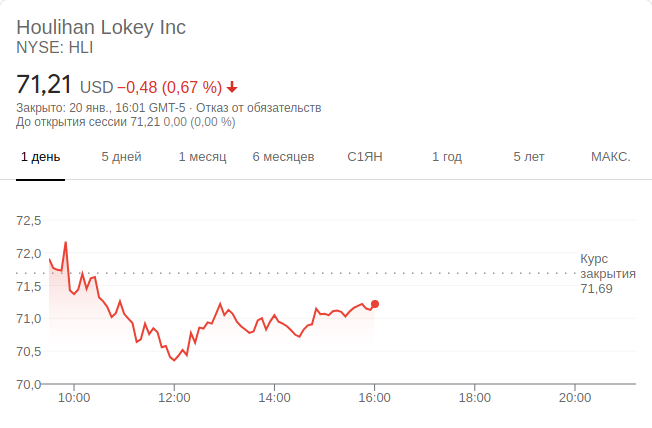 Houlihan Lokey Inc
NYSE: HLI
71,21 USD −0,48 (0,67 %)
Закрыто: 20 янв., 16:01 GMT-5 · Отказ от обязательств
До открытия сессии 71,21 0,00 (0,00 %)
1 день 5 дней 1 месяц 6 месяцев С1ЯН 1 год 5 лет МАКС.
72,5
72,0
71,5
71,0
70,5
70,0
Курс
закрытия
71,69
10:00 12:00 14:00 16:00 18:00 20:00